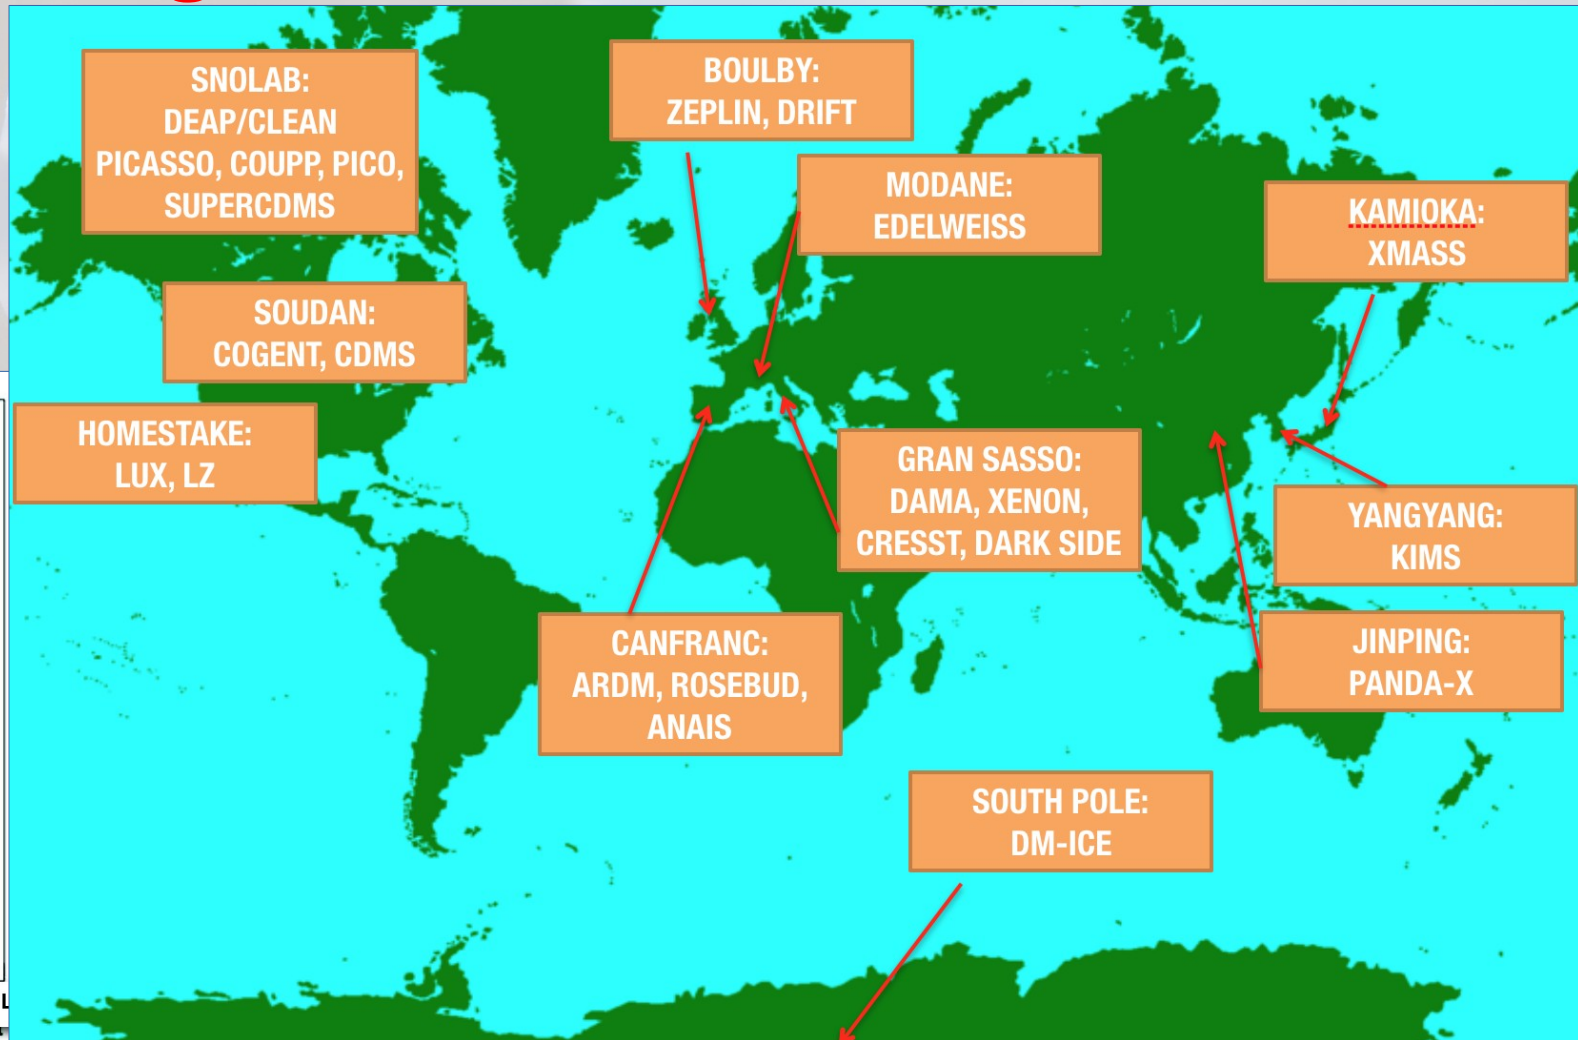 SNOLAB:
DEAP/CLEAN
PICASSO, COUPP, PICO,
SUPERCDMS
BOULBY:
ZEPLIN, DRIFT
MODANE:
EDELWEISS
KAMIOKA:
XMASS
SOUDAN:
COGENT, CDMS
HOMESTAKE:
LUX, LZ
GRAN SASSO:
DAMA, XENON,
CRESST, DARK SIDE
YANGYANG:
KIMS
CANFRANC:
ARDM, ROSEBUD,
ANAIS
JINPING:
PANDA-X
SOUTH POLE:
DM-ICE